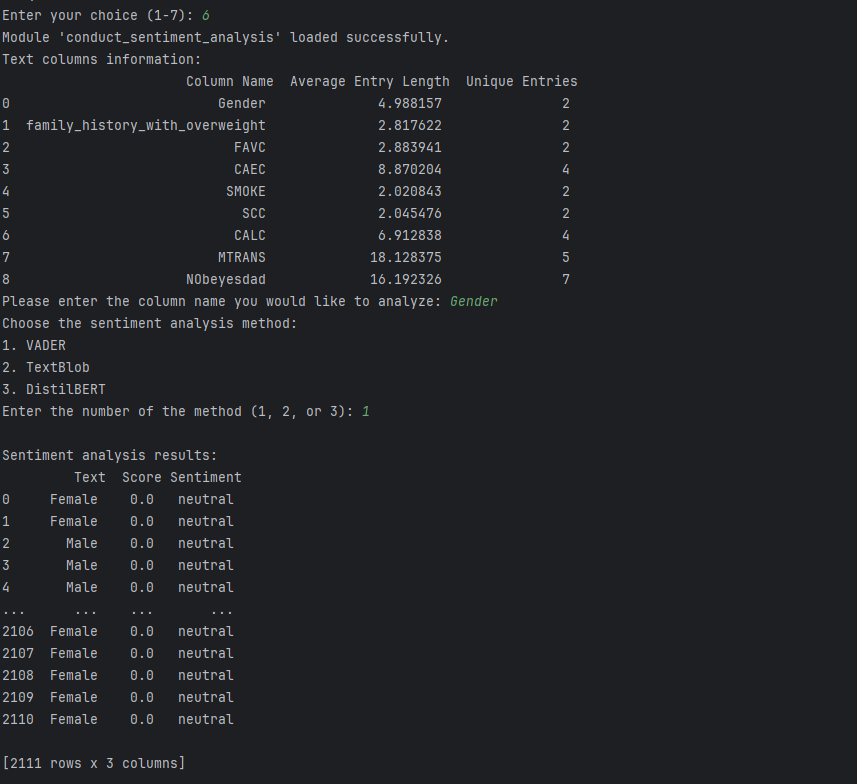 Enter your choice (1-7): 6
Module 'conduct_sentiment_analysis' loaded successfully.
Text columns information:
                       Column Name  Average Entry Length  Unique Entries
0                           Gender              4.988157               2
1  family_history_with_overweight              2.817622               2
2                             FAVC              2.883941               2
3                             CAEC              8.870204               4
4                            SMOKE              2.020843               2
5                              SCC              2.045476               2
6                             CALC              6.912838               4
7                           MTRANS             18.128375               5
8                       NObeyesdad             16.192326               7
Please enter the column name you would like to analyze: Gender
Choose the sentiment analysis method:
1. VADER
2. TextBlob
3. DistilBERT
Enter the number of the method (1, 2, or 3): 1

Sentiment analysis results:
         Text  Score Sentiment
0     Female    0.0   neutral
1     Female    0.0   neutral
2       Male    0.0   neutral
3       Male    0.0   neutral
4       Male    0.0   neutral
...      ...    ...       ...
2106  Female    0.0   neutral
2107  Female    0.0   neutral
2108  Female    0.0   neutral
2109  Female    0.0   neutral
2110  Female    0.0   neutral

[2111 rows x 3 columns]